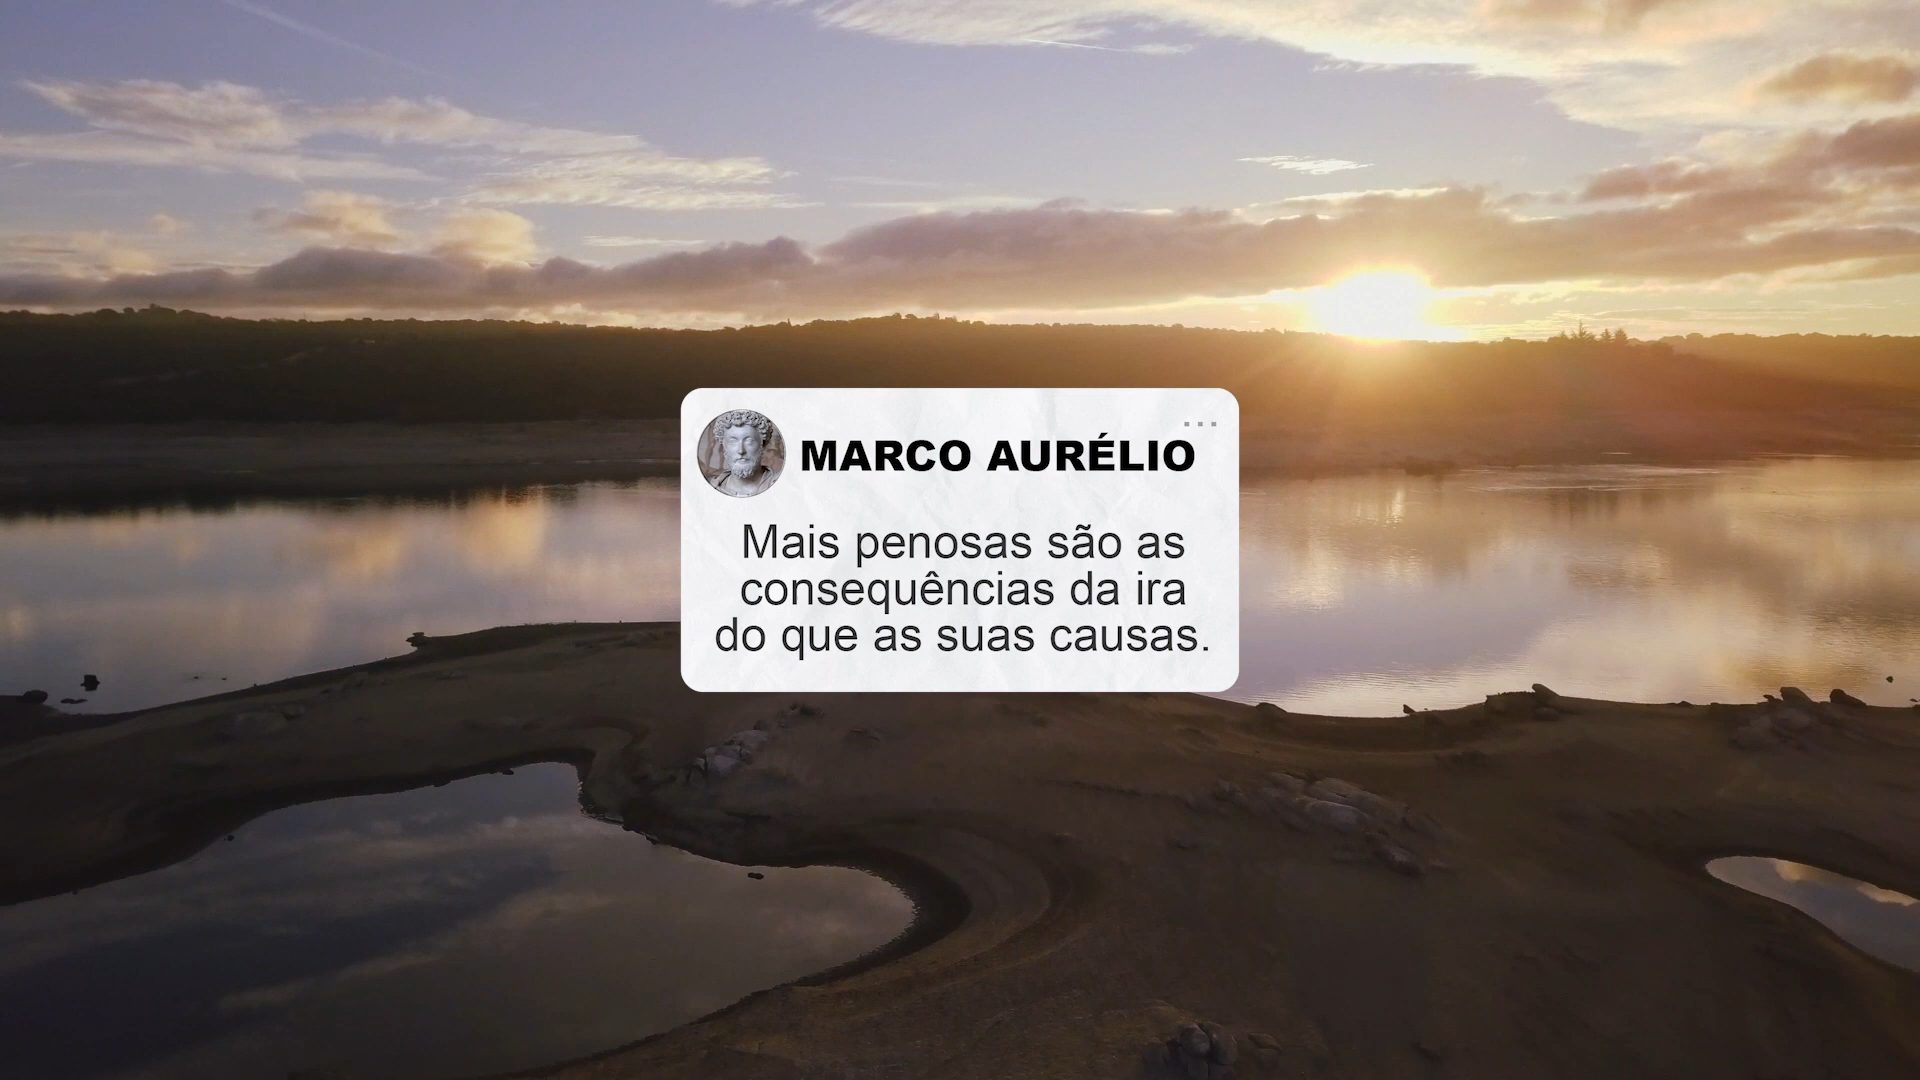 MARCO AURÉLIO
Mais penosas são as
consequências da ira
do que as suas causas.